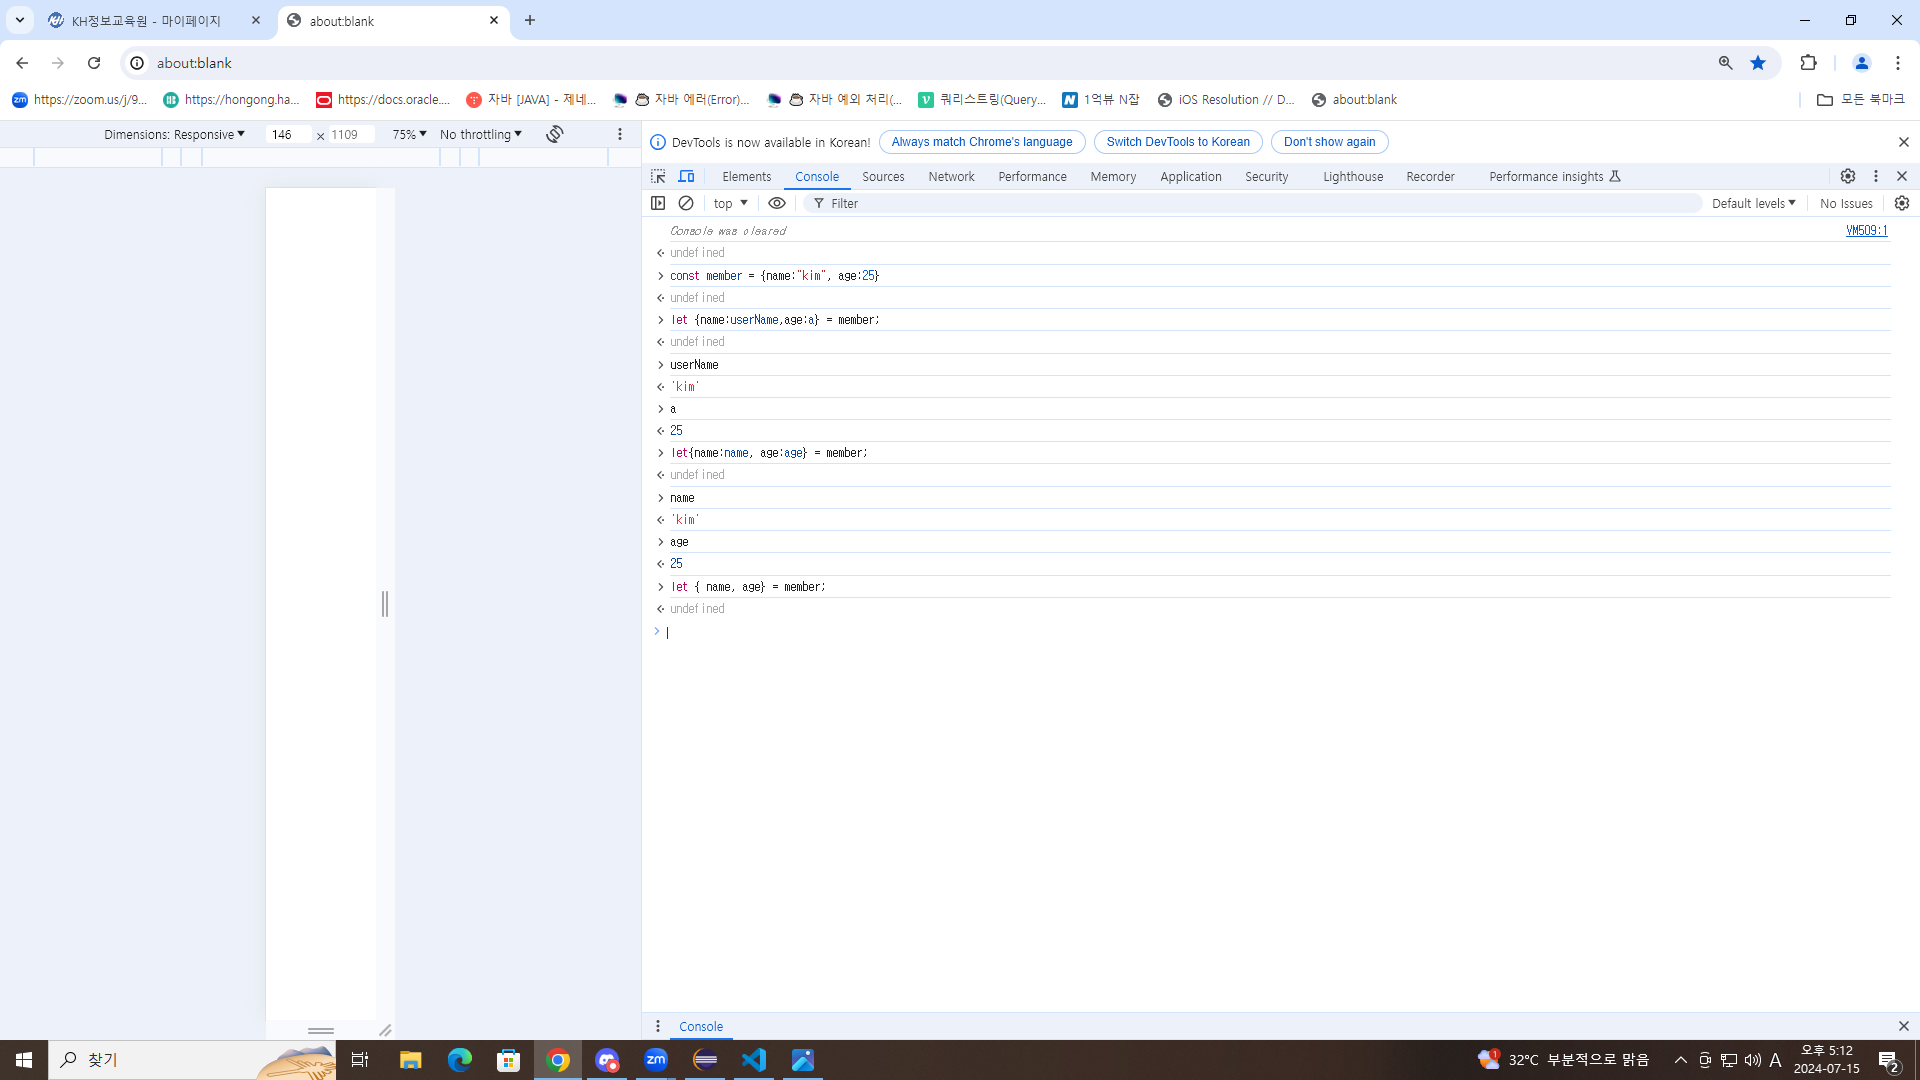 KH정보교육원 - 마이페이지
about:blank
about:blank
https://zoom.us/j/9...
https://hongong.ha...
https://docs.oracle....
자바 [JAVA] - 제네...
자바 에러(Error)...
자바 예외 처리(...
쿼리스트링(Query...
1억뷰 N잡
iOS Resolution // D...
about:blank
모든 북마크
Dimensions: Responsive 146 × 1109 75% No throttling
DevTools is now available in Korean! Always match Chrome's language Switch DevTools to Korean Don't show again
Elements Console Sources Network Performance Memory Application Security Lighthouse Recorder Performance insights
top Filter Default levels No Issues
Console was cleared VM509:1
undefined
const member = {name:"kim", age:25}
undefined
let {name:userName,age:a} = member;
undefined
userName
'kim'
a
25
let{name:name, age:age} = member;
undefined
name
'kim'
age
25
let { name, age} = member;
undefined
Console
찾기
zm
1
32°C 부분적으로 맑음
A
오후 5:12
2024-07-15
2